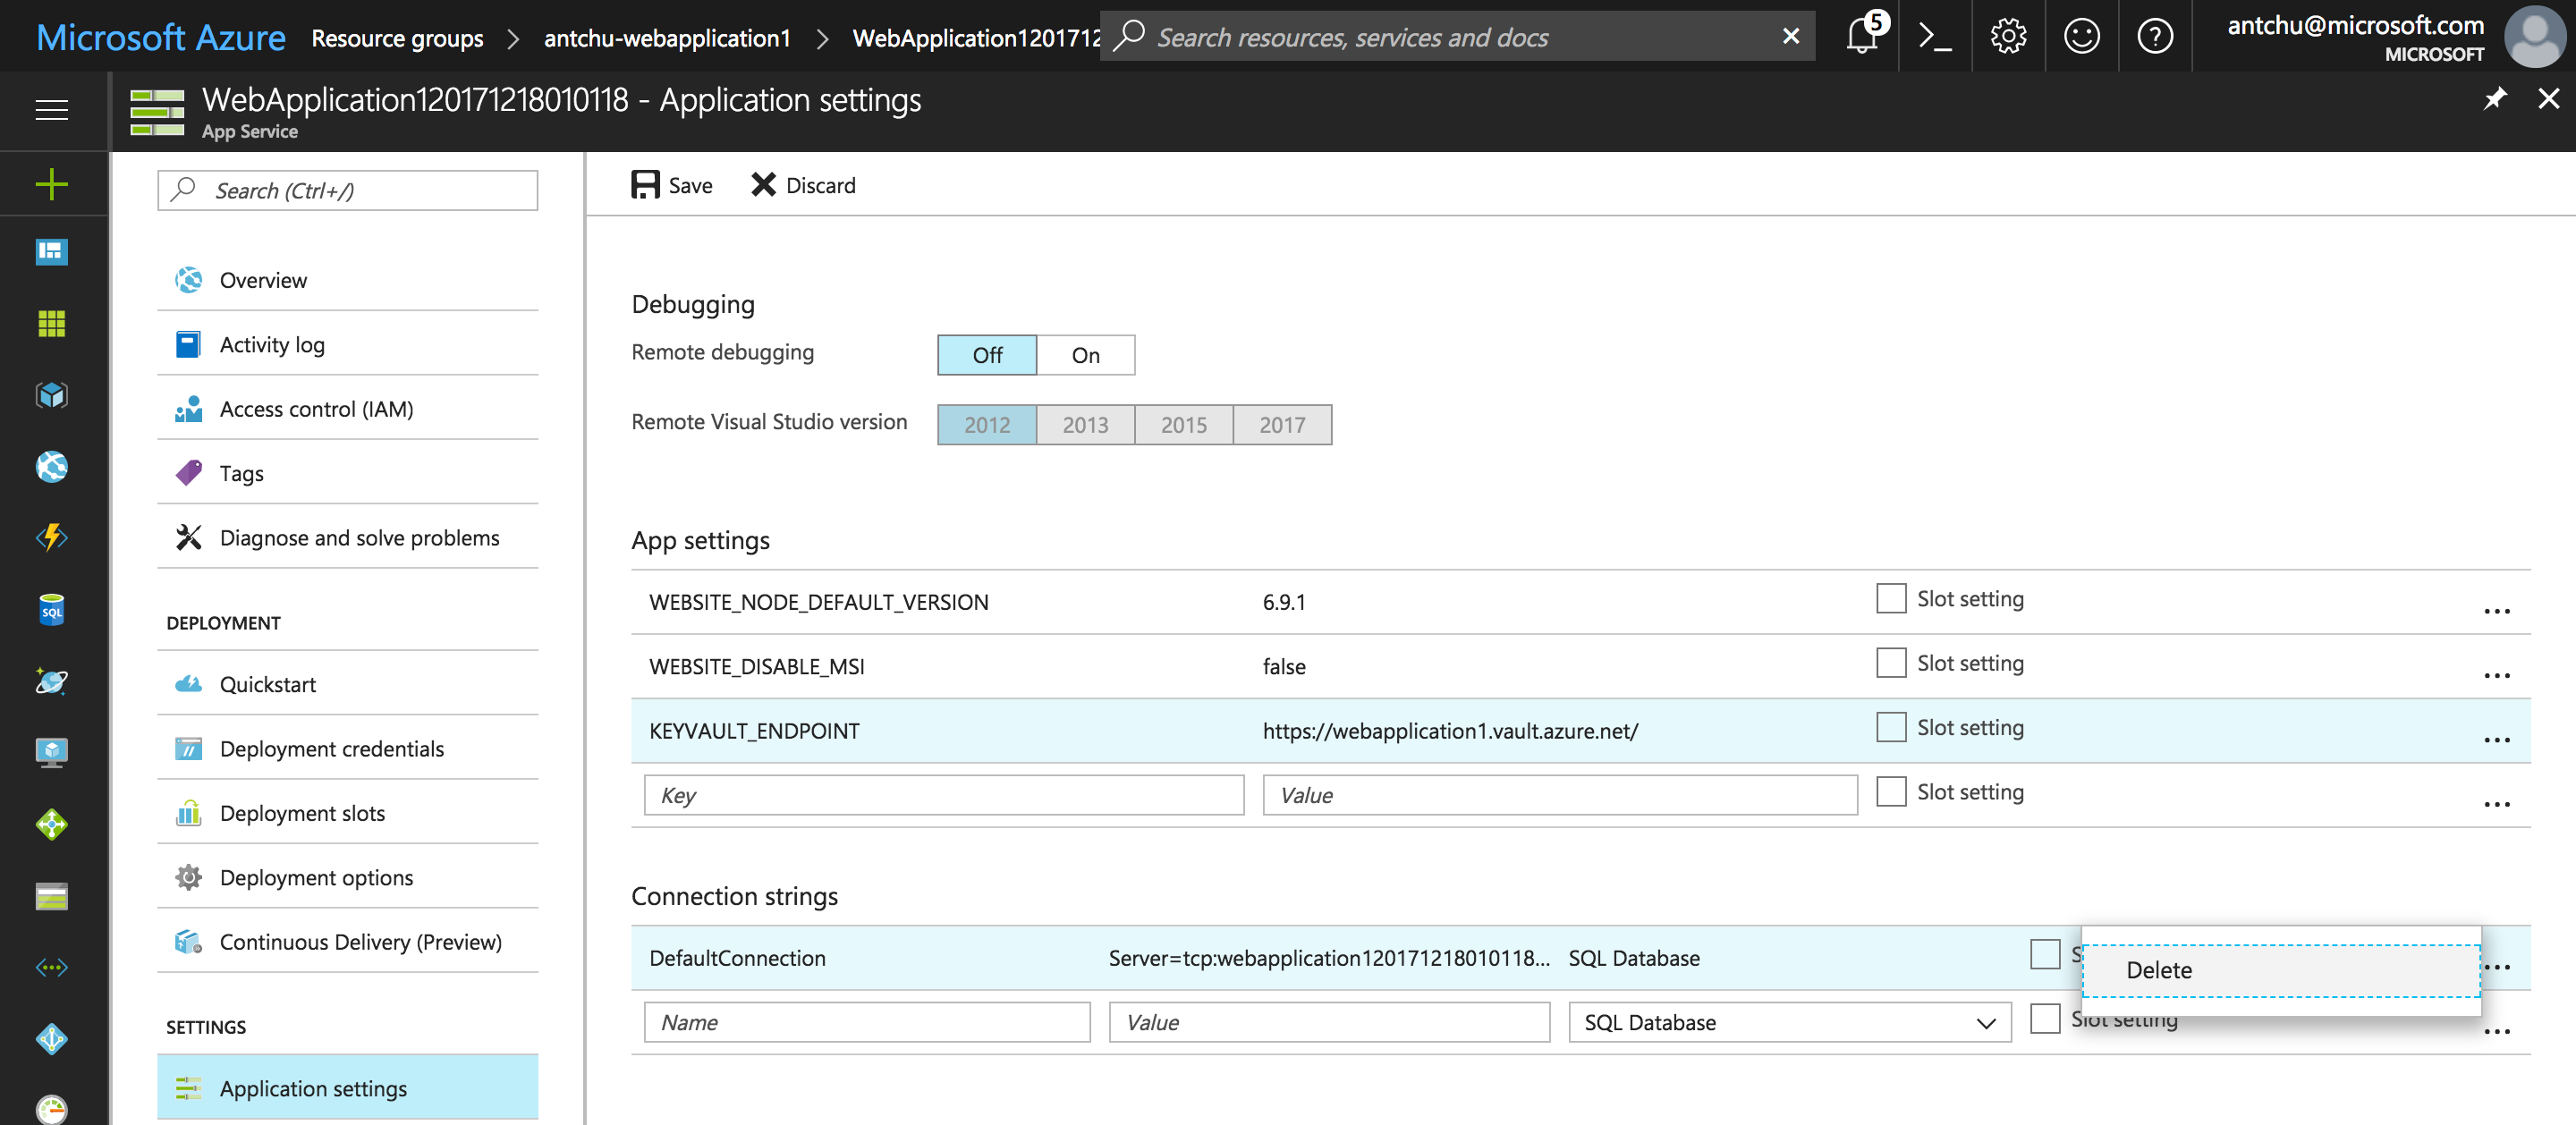 Microsoft Azure Resource groups > antchu-webapplication1 > WebApplication1201712 Search resources, services and docs 5 antchu@microsoft.com
MICROSOFT
WebApplication120171218010118 - Application settings
App Service
Search (Ctrl+/)
Save Discard
Overview
Activity log
Access control (IAM)
Tags
Diagnose and solve problems
DEPLOYMENT
Quickstart
Deployment credentials
Deployment slots
Deployment options
Continuous Delivery (Preview)
SETTINGS
Application settings
SQL
Debugging
Remote debugging Off On
Remote Visual Studio version 2012 2013 2015 2017
App settings
WEBSITE_NODE_DEFAULT_VERSION 6.9.1 Slot setting ...
WEBSITE_DISABLE_MSI false Slot setting ...
KEYVAULT_ENDPOINT https://webapplication1.vault.azure.net/ Slot setting ...
Key Value Slot setting ...
Connection strings
DefaultConnection Server=tcp:webapplication120171218010118... SQL Database S Delete ...
Name Value SQL Database Slot setting ...